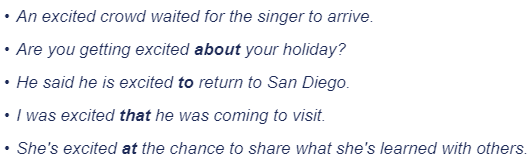 • An excited crowd waited for the singer to arrive.
• Are you getting excited about your holiday?
• He said he is excited to return to San Diego.
• I was excited that he was coming to visit.
• She's excited at the chance to share what she's learned with others.